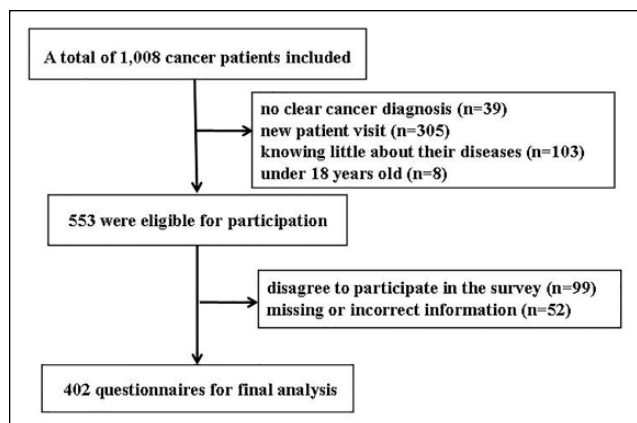 A total of 1,008 cancer patients included
no clear cancer diagnosis (n=39)
new patient visit (n=305)
knowing little about their diseases (n=103)
under 18 years old (n=8)
553 were eligible for participation
disagree to participate in the survey (n=99)
missing or incorrect information (n=52)
402 questionnaires for final analysis